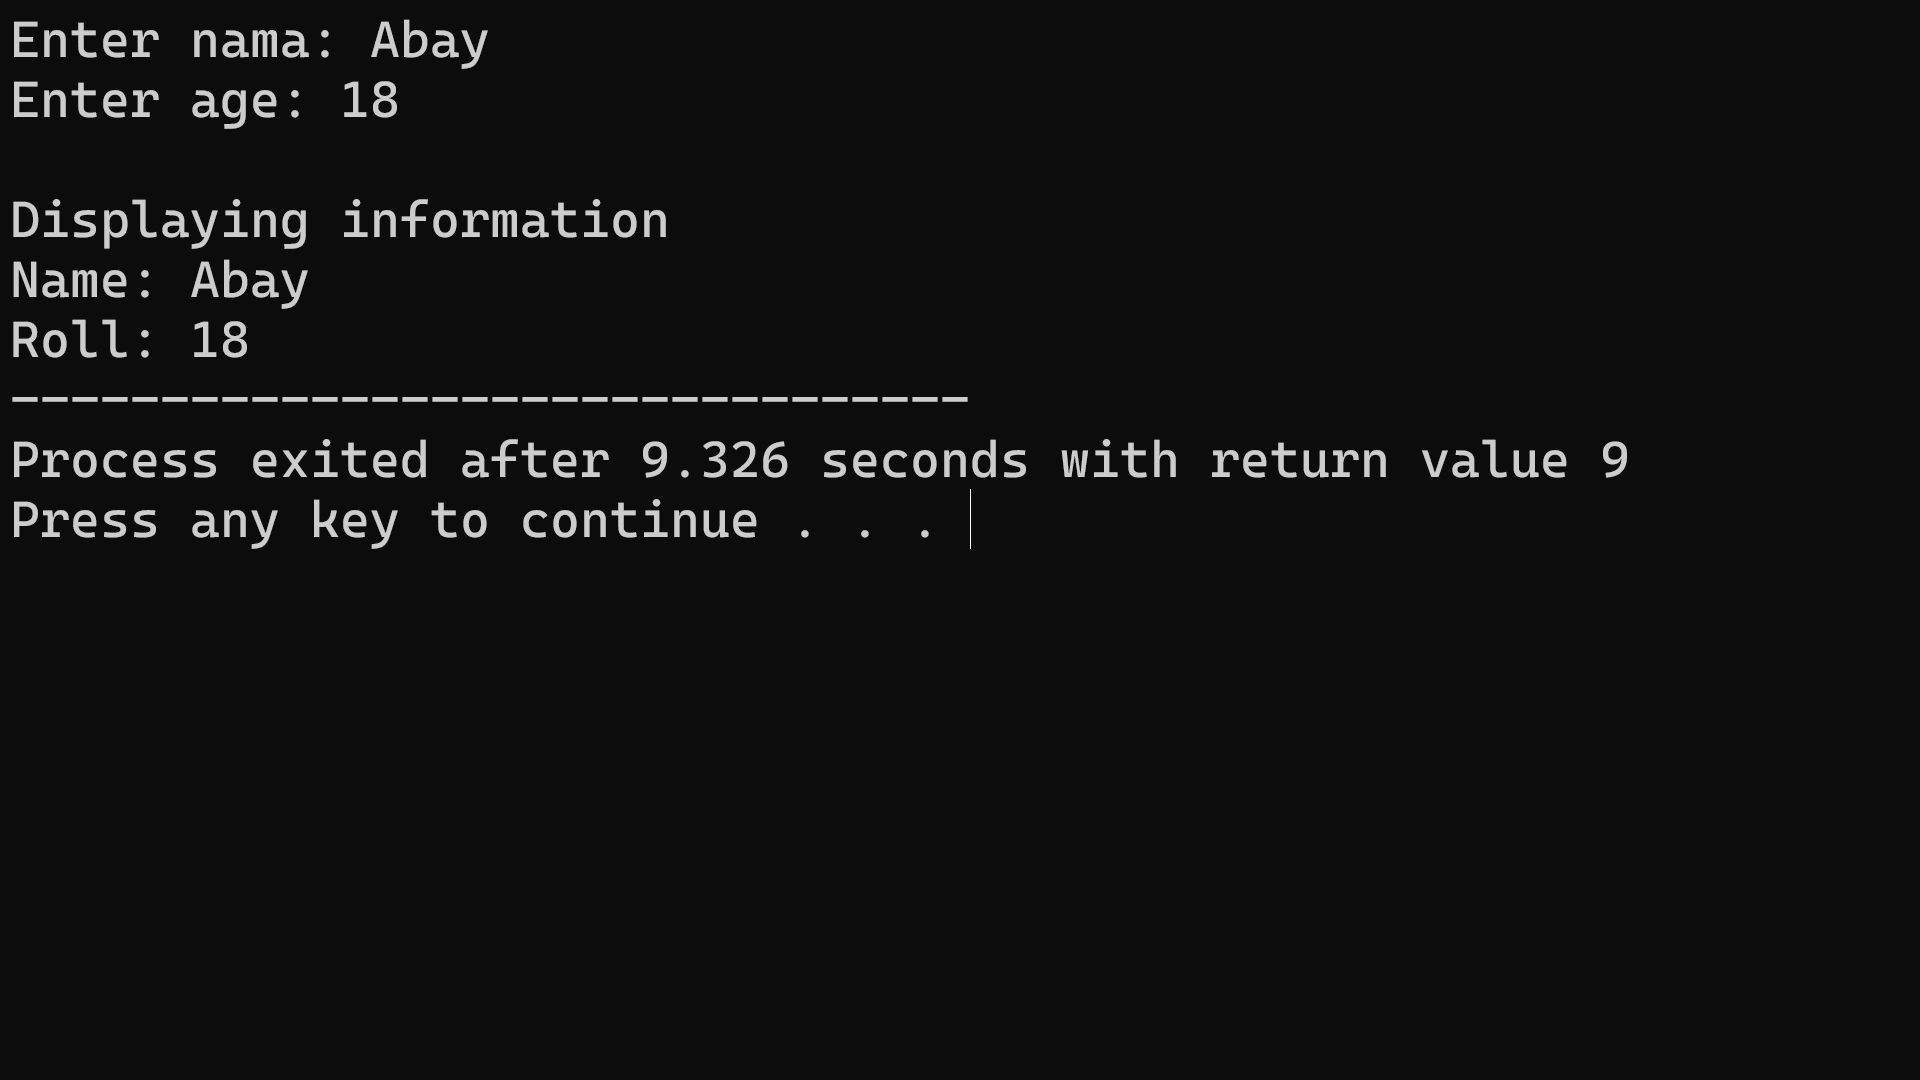 Enter nama: Abay
Enter age: 18
Displaying information
Name: Abay
Roll: 18
--------------------------------
Process exited after 9.326 seconds with return value 9
Press any key to continue . . .